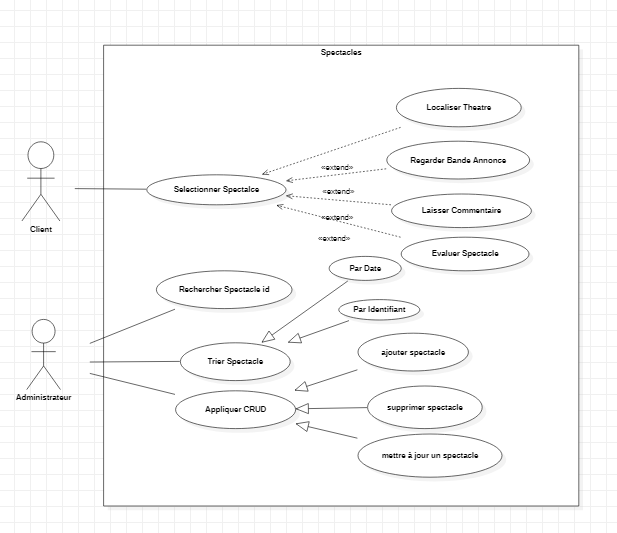 Spectacles
Localiser Theatre
Regarder Bande Annonce
«extend»
Selectionner Spectalce
«extend»
Laisser Commentaire
«extend»
Client
«extend»
Evaluer Spectacle
Par Date
Rechercher Spectacle id
Par Identifiant
ajouter spectacle
Trier Spectacle
Administrateur
Appliquer CRUD
supprimer spectacle
mettre à jour un spectacle